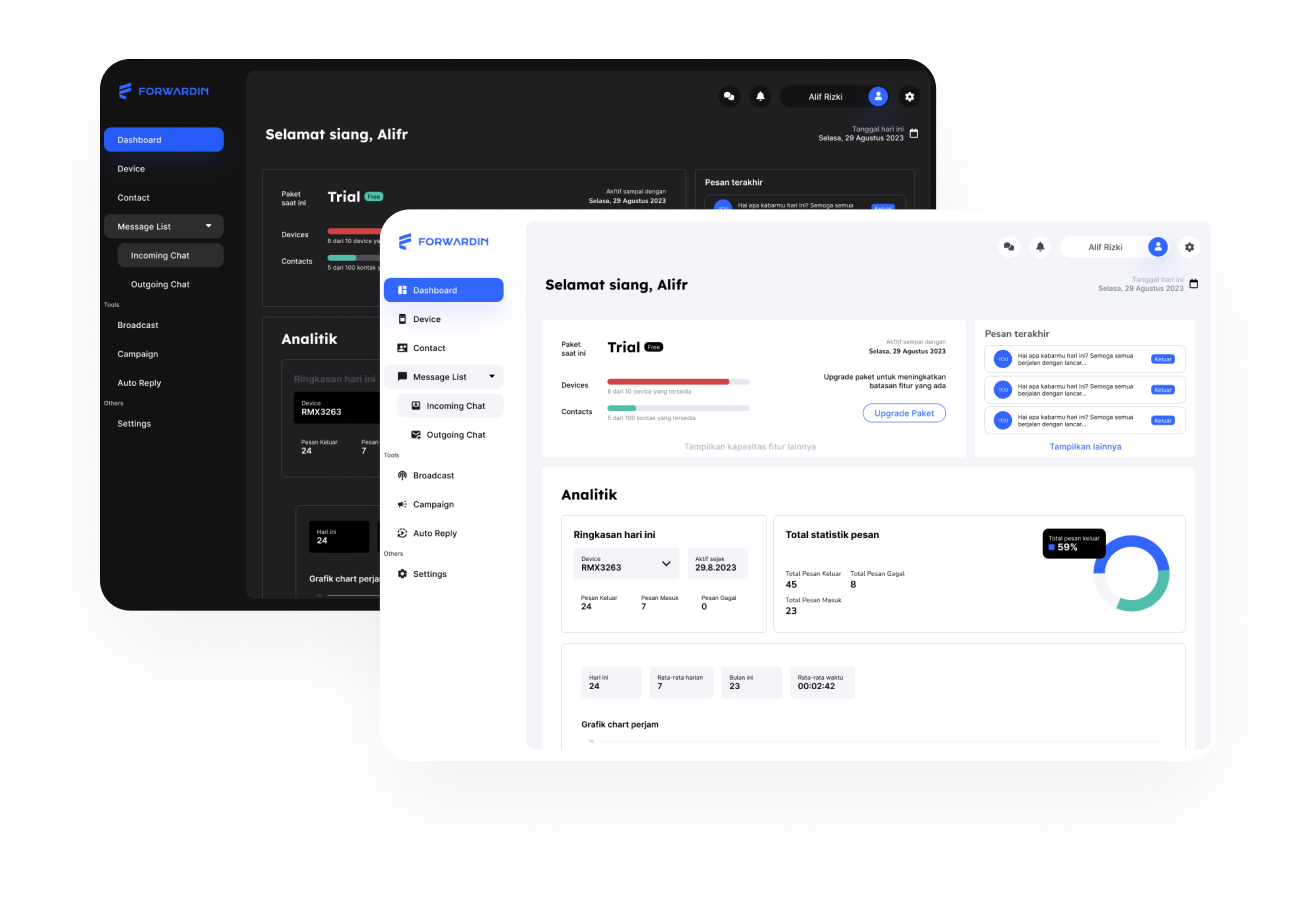 FORWARDIN
Dashboard
Device
Contact
Message List
Incoming Chat
Outgoing Chat
Tools
Broadcast
Campaign
Auto Reply
Others
Settings
Alif Rizki
Selamat siang, Alifr
Tanggal hari ini
Selasa, 29 Agustus 2023
Paket
saat ini
Trial Free
Aktif sampai dengan
Selasa, 29 Agustus 2023
Devices
8 dari 10 device ya
Contacts
5 dari 100 kontak y
Pesan terakhir
YOU
Hai apa kabarmu hari ini? Semoga semua
Keluar
Analitik
Ringkasan hari ini
Device
RMX3263
Pesan Keluar
24
Pesan
7
Hari ini
24
Grafik chart perja
10
FORWARDIN
Dashboard
Device
Contact
Message List
Incoming Chat
Outgoing Chat
Tools
Broadcast
Campaign
Auto Reply
Others
Settings
Alif Rizki
Selamat siang, Alifr
Tanggal hari ini
Selasa, 29 Agustus 2023
Paket
saat ini
Trial Free
Aktif sampai dengan
Selasa, 29 Agustus 2023
Devices
8 dari 10 device yang tersedia
Contacts
5 dari 100 kontak yang tersedia
Upgrade paket untuk meningkatkan
batasan fitur yang ada
Upgrade Paket
Tampilkan kapasitas fitur lainnya
Pesan terakhir
YOU
Hai apa kabarmu hari ini? Semoga semua
berjalan dengan lancar...
Keluar
YOU
Hai apa kabarmu hari ini? Semoga semua
berjalan dengan lancar...
Keluar
YOU
Hai apa kabarmu hari ini? Semoga semua
berjalan dengan lancar...
Keluar
Tampilkan lainnya
Analitik
Ringkasan hari ini
Device
RMX3263
Aktif sejak
29.8.2023
Pesan Keluar
24
Pesan Masuk
7
Pesan Gagal
0
Total statistik pesan
Total Pesan Keluar
45
Total Pesan Gagal
8
Total Pesan Masuk
23
Total pesan keluar
59%
Hari ini
24
Rata-rata harian
7
Bulan ini
23
Rata-rata waktu
00:02:42
Grafik chart perjam
10